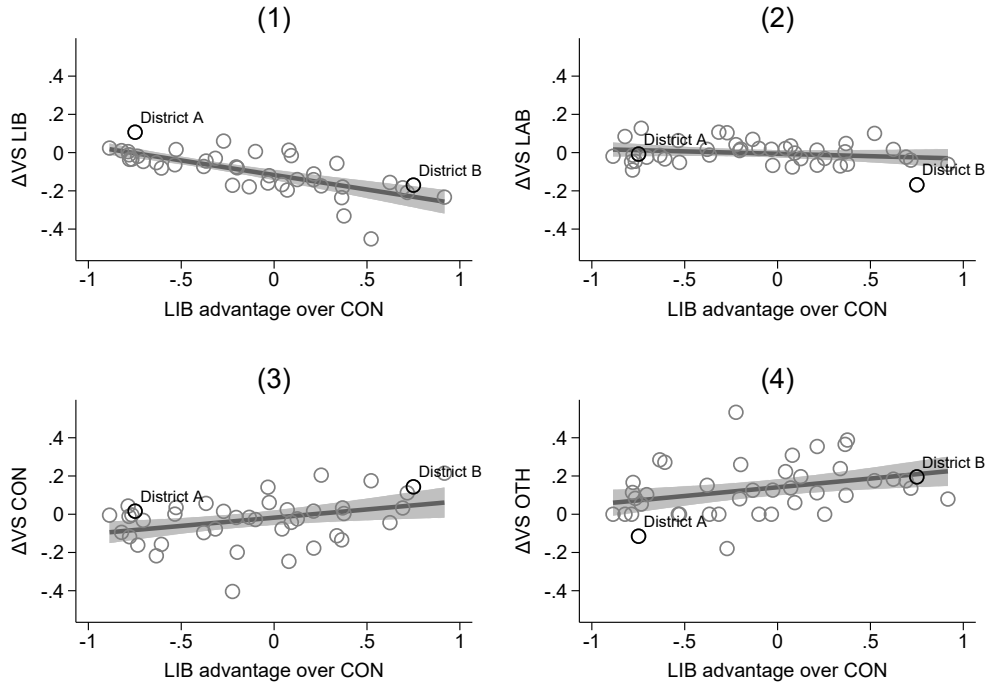 (1)
ΔVS LIB
.4
.2
0
-.2
-.4
District A
District B
-1 -.5 0 .5 1
LIB advantage over CON
(2)
ΔVS LAB
.4
.2
0
-.2
-.4
District A
District B
-1 -.5 0 .5 1
LIB advantage over CON
(3)
ΔVS CON
.4
.2
0
-.2
-.4
District A
District B
-1 -.5 0 .5 1
LIB advantage over CON
(4)
ΔVS OTH
.4
.2
0
-.2
-.4
District B
District A
-1 -.5 0 .5 1
LIB advantage over CON